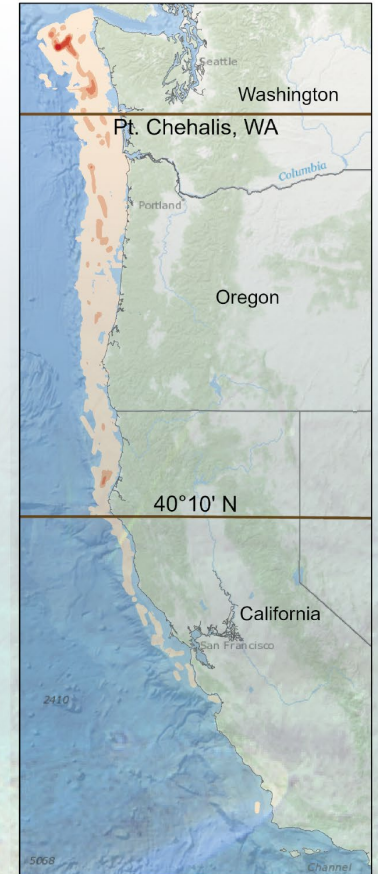 Seattle
Washington
Pt. Chehalis, WA
Columbia
Portland
Oregon
40°10' N
California
San Francisco
2410
5068
Channel